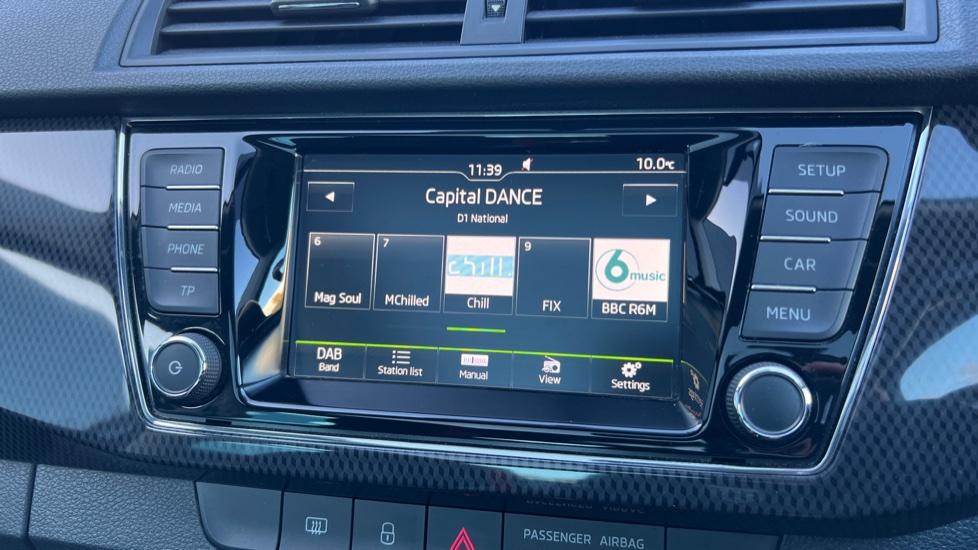 RADIO
MEDIA
PHONE
TP
11:39
10.0°C
Capital DANCE
D1 National
6
Mag Soul
7
MChilled
chill.
Chill
9
FIX
6 music
BBC R6M
DAB
Band
Station list
Manual
View
Settings
SETUP
SOUND
CAR
MENU
PASSENGER AIRBAG